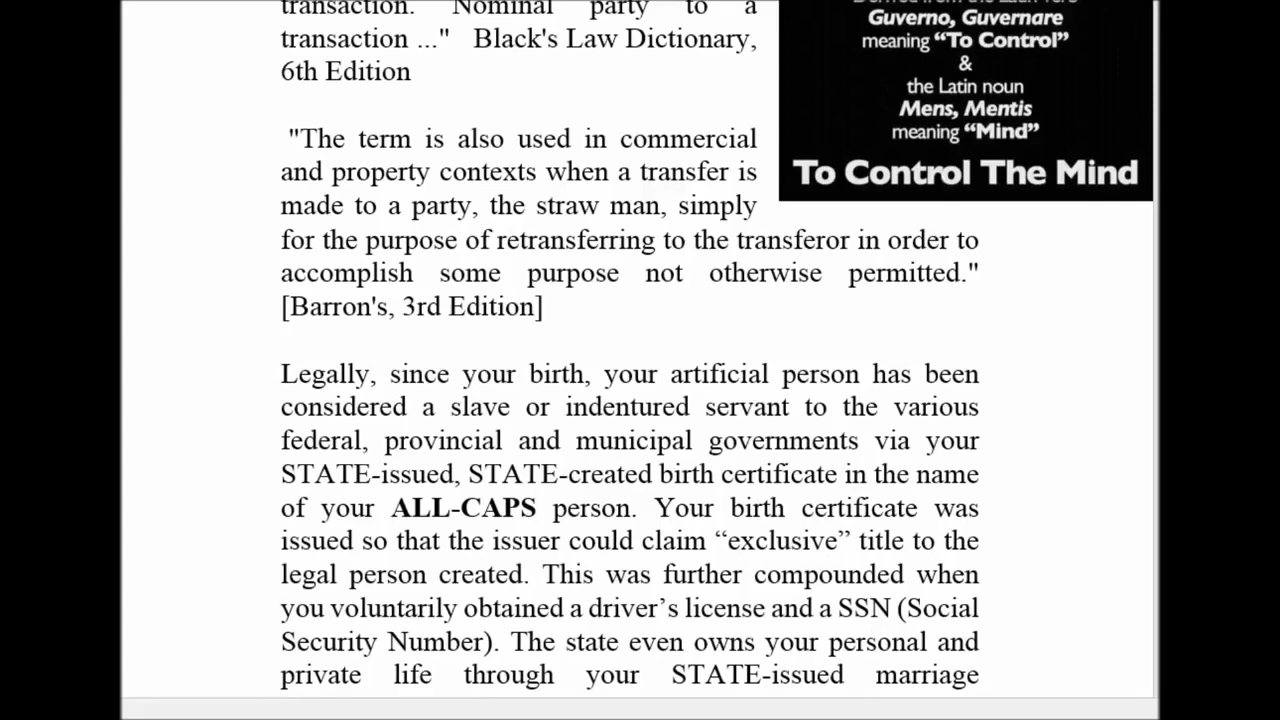 transaction. Nominal party to a
transaction ..." Black's Law Dictionary,
6th Edition
"The term is also used in commercial
and property contexts when a transfer is
made to a party, the straw man, simply
for the purpose of retransferring to the transferor in order to
accomplish some purpose not otherwise permitted."
[Barron's, 3rd Edition]
Legally, since your birth, your artificial person has been
considered a slave or indentured servant to the various
federal, provincial and municipal governments via your
STATE-issued, STATE-created birth certificate in the name
of your ALL-CAPS person. Your birth certificate was
issued so that the issuer could claim “exclusive” title to the
legal person created. This was further compounded when
you voluntarily obtained a driver’s license and a SSN (Social
Security Number). The state even owns your personal and
private life through your STATE-issued marriage
Guverno, Guvernare
meaning “To Control”
&
the Latin noun
Mens, Mentis
meaning “Mind”
To Control The Mind